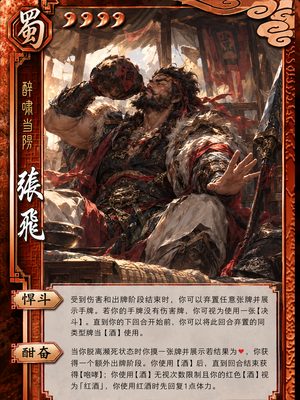 蜀
醉啸当陽
張飛
悍斗
受到伤害和出牌阶段结束时，你可以弃置任意张牌并展
示手牌。若你的手牌没有伤害牌，你可视为使用一张【决
斗】。直到你的下回合开始前，你可以将此回合弃置的同
类型牌当【酒】使用。
酣奋
当你脱离濒死状态时你摸一张牌并展示若结果为♥，你获
得一个额外出牌阶段。你使用【酒】后，直到回合结束获
得【咆哮】；你使用【酒】无视次数限制且你的红色【酒】视
为「红酒」，你使用红酒时先回复1点体力。